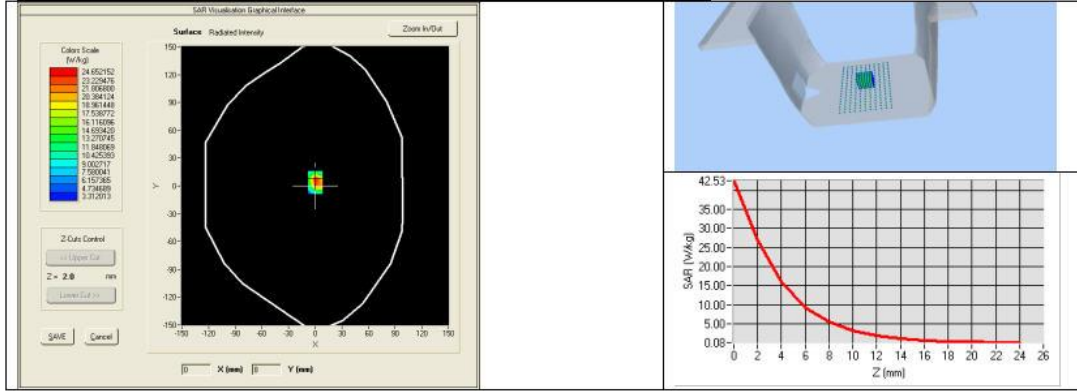 SAR Visualisation Graphical Interface
Surface Radiated Intensity
Zoom In/Out
Colors Scale
(W/kg)
24.652152
23.229476
21.806800
20.384124
18.961448
17.538772
16.116096
14.693420
13.270745
11.848069
10.425393
9.002717
7.580041
6.157365
4.734689
3.312013
Z-Cuts Control
<< Upper Cut
Z = 2.0 mm
Lower Cut >>
SAVE Cancel
150
120
90
60
30
Y 0
-30
-60
-90
-120
-150
-150 -120 -90 -60 -30 0 30 60 90 120 150
X
0 X (mm) 0 Y (mm)
42.53
35.00
30.00
25.00
20.00
15.00
10.00
5.00
0.08
SAR (W/kg)
0 2 4 6 8 10 12 14 16 18 20 22 24 26
Z (mm)